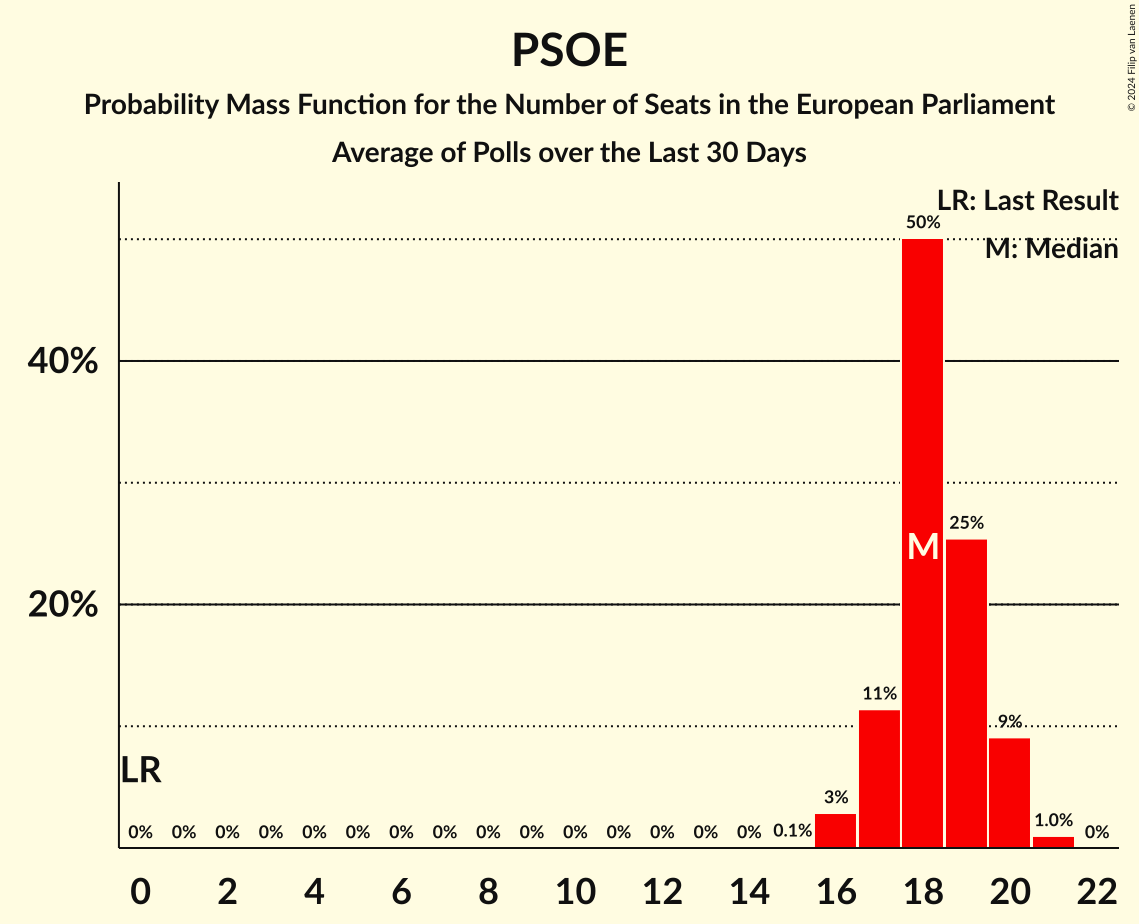 PSOE
Probability Mass Function for the Number of Seats in the European Parliament
Average of Polls over the Last 30 Days
© 2024 Filip van Laenen
LR: Last Result
M: Median
50%
40%
M
25%
20%
11%
9%
LR
3%
1.0%
0% 0% 0% 0% 0% 0% 0% 0% 0% 0% 0% 0% 0% 0% 0% 0.1% 0%
0 2 4 6 8 10 12 14 16 18 20 22